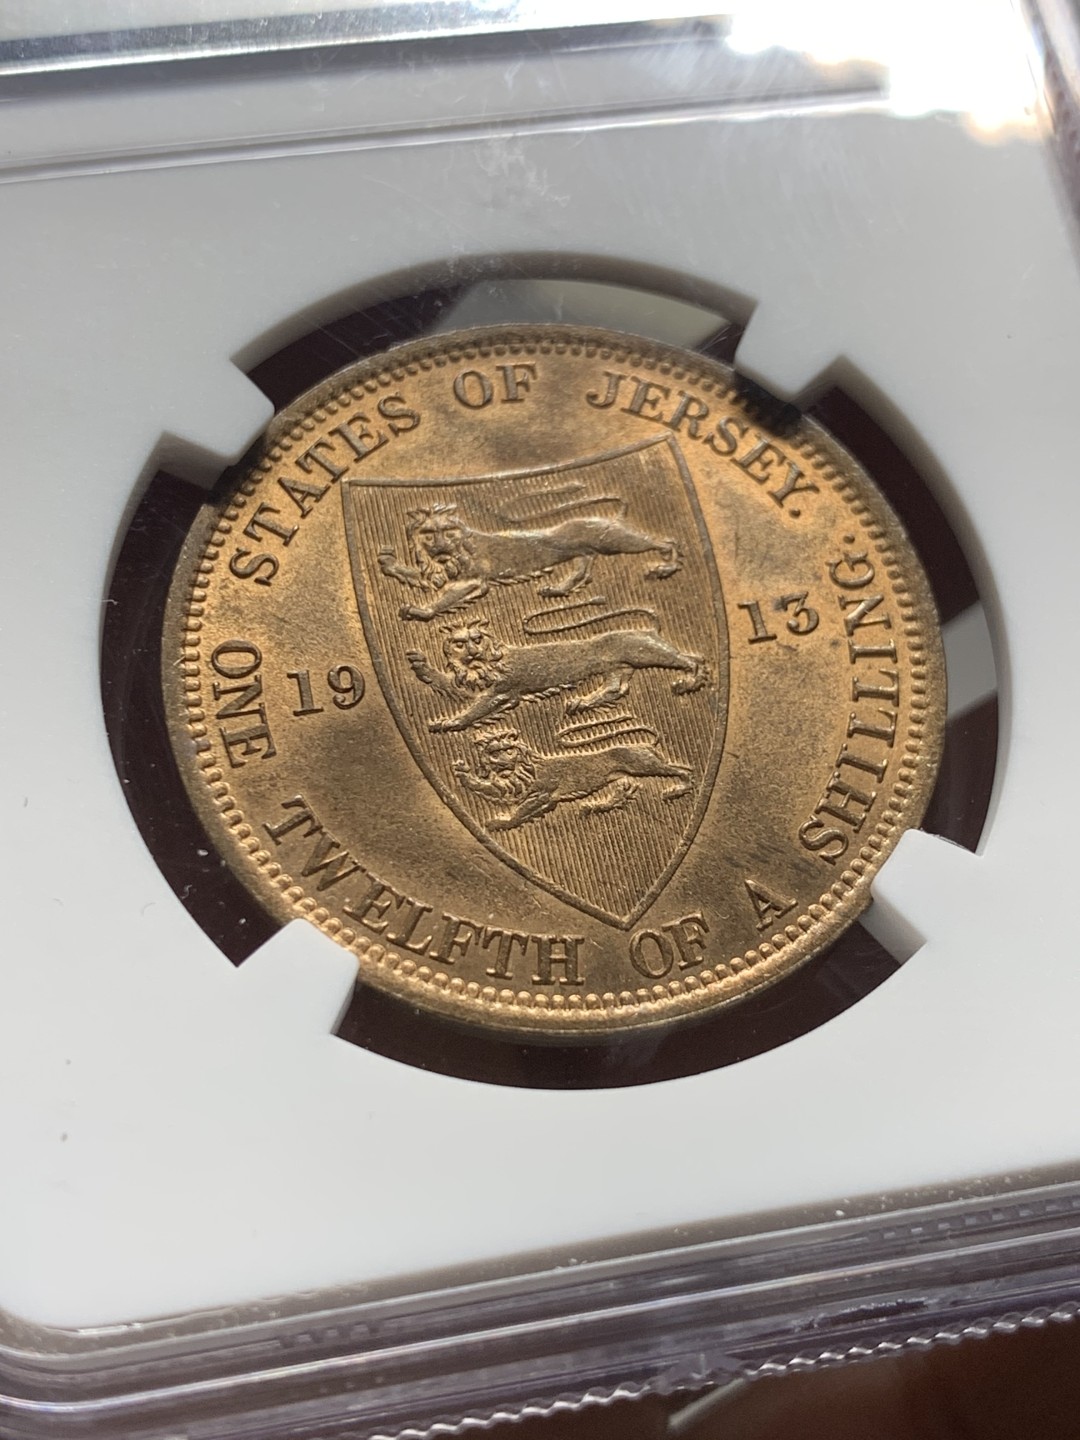 STATES OF JERSEY.
19 13
ONE TWELFTH OF A SHILLING.